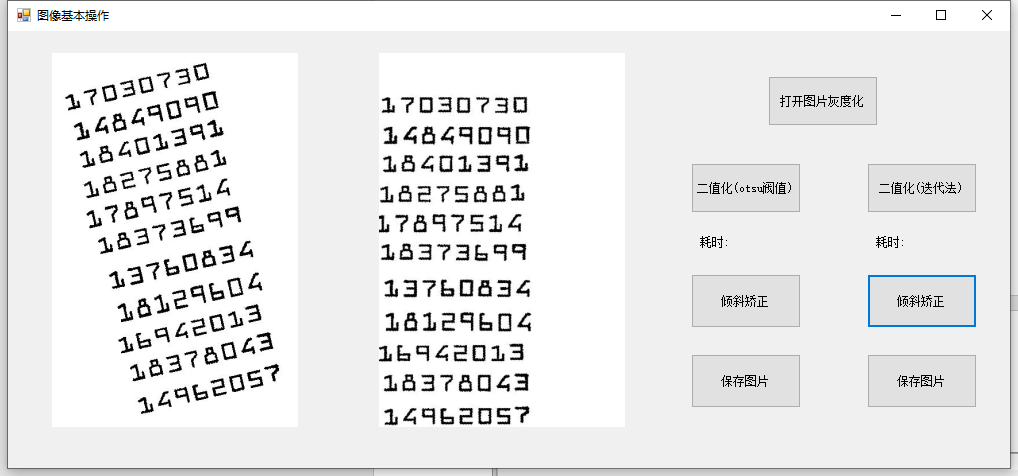 图像基本操作
17030730
14849090
18401391
18275881
17897514
18373699
13760834
18129604
16942013
18378043
14962057
17030730
14849090
18401391
18275881
17897514
18373699
13760834
18129604
16942013
18378043
14962057
打开图片灰度化
二值化(otsu阀值)
二值化(迭代法)
耗时:
耗时:
倾斜矫正
倾斜矫正
保存图片
保存图片